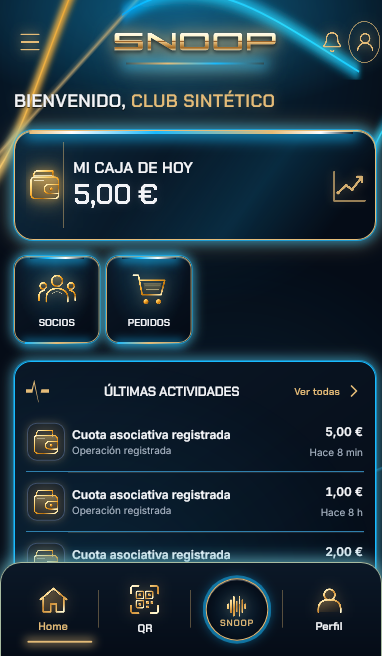 SNOOP
BIENVENIDO, CLUB SINTÉTICO
MI CAJA DE HOY
5,00 €
SOCIOS
PEDIDOS
ÚLTIMAS ACTIVIDADES
Ver todas
Cuota asociativa registrada
5,00 €
Operación registrada
Hace 8 min
Cuota asociativa registrada
1,00 €
Operación registrada
Hace 8 h
Cuota asociativa registrada
2,00 €
Home
QR
SNOOP
Perfil